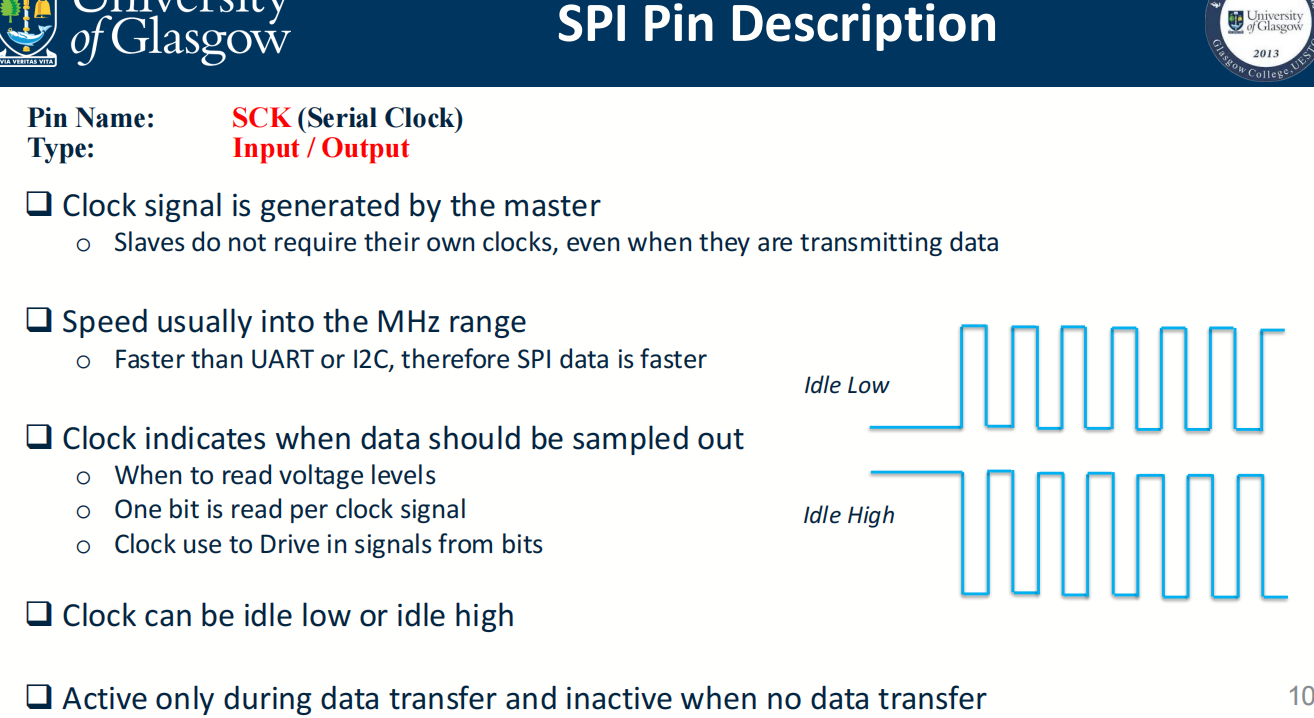 University
of Glasgow
VIA VERITAS VITA
SPI Pin Description
University
of Glasgow
2013
Glasgow College, UESTC
Pin Name: SCK (Serial Clock)
Type: Input / Output
Clock signal is generated by the master
Slaves do not require their own clocks, even when they are transmitting data
Speed usually into the MHz range
Faster than UART or I2C, therefore SPI data is faster
Idle Low
Clock indicates when data should be sampled out
When to read voltage levels
One bit is read per clock signal
Idle High
Clock use to Drive in signals from bits
Clock can be idle low or idle high
Active only during data transfer and inactive when no data transfer
10